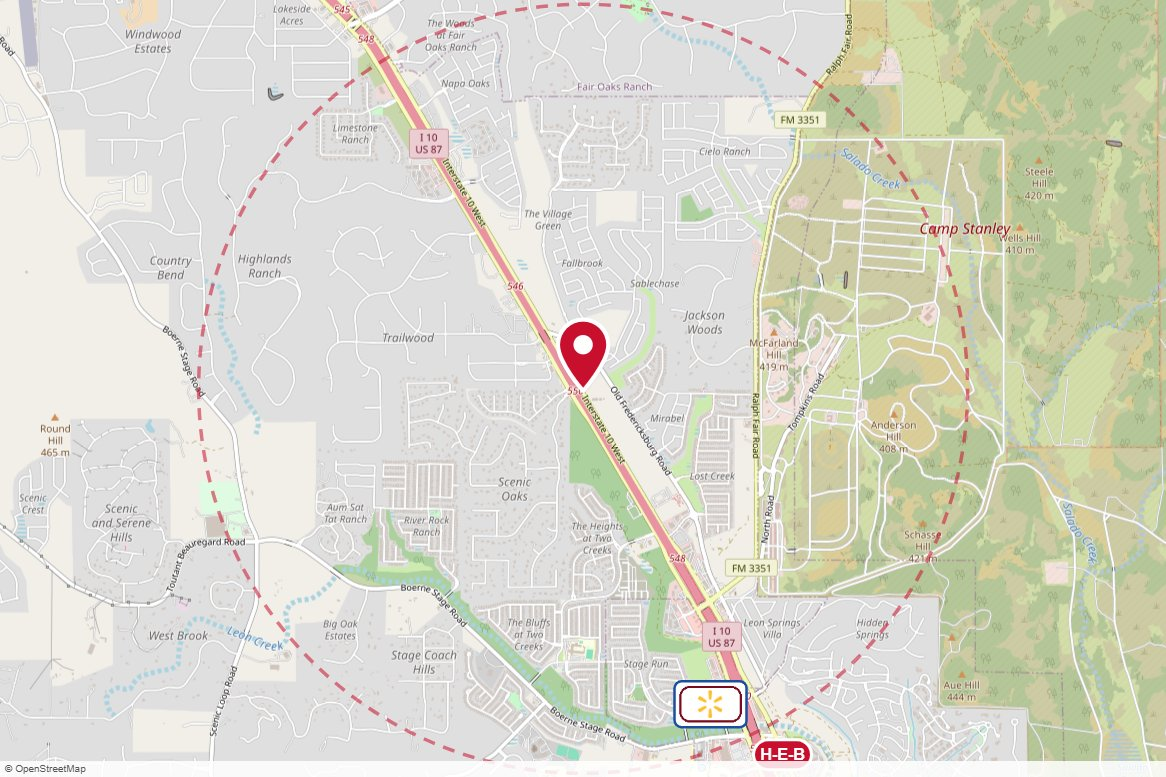 Lakeside
Acres
545
548
The Woods
at Fair
Oaks Ranch
Windwood
Estates
Road
Ralph Fair Road
Napa Oaks
Fair Oaks Ranch
Limestone
Ranch
FM 3351
I 10
US 87
Cielo Ranch
Salado Creek
Steele
Hill
420 m
Interstate 10 West
The Village
Green
Camp Stanley
Wells Hill
410 m
Country
Bend
Highlands
Ranch
Fallbrook
546
Sablechase
Jackson
Woods
Trailwood
McFarland
Hill
419 m
Boerne Stage Road
550
Interstate 10 West
Old Fredericksburg Road
Mirabel
Ralph Fair Road
Tompkins Road
Anderson
Hill
408 m
Round
Hill
465 m
Lost Creek
Scenic
Oaks
Scenic
crest
Scenic
and Serene
Hills
Aum Sat
Tat Ranch
River Rock
Ranch
North Road
Salado Creek
The Heights
at Two
Creeks
Schasse
Hill
421 m
Toutant Beauregard Road
548
FM 3351
Boerne Stage Road
West Brook
Leon Creek
Big Oak
Estates
The Bluffs
at Two
Creeks
I 10
US 87
Leon Springs
Villa
Hidden
Springs
Stage Coach
Hills
Stage Run
Scenic Loop Road
Aue Hill
444 m
Boerne Stage Road
H-E-B
© OpenStreetMap